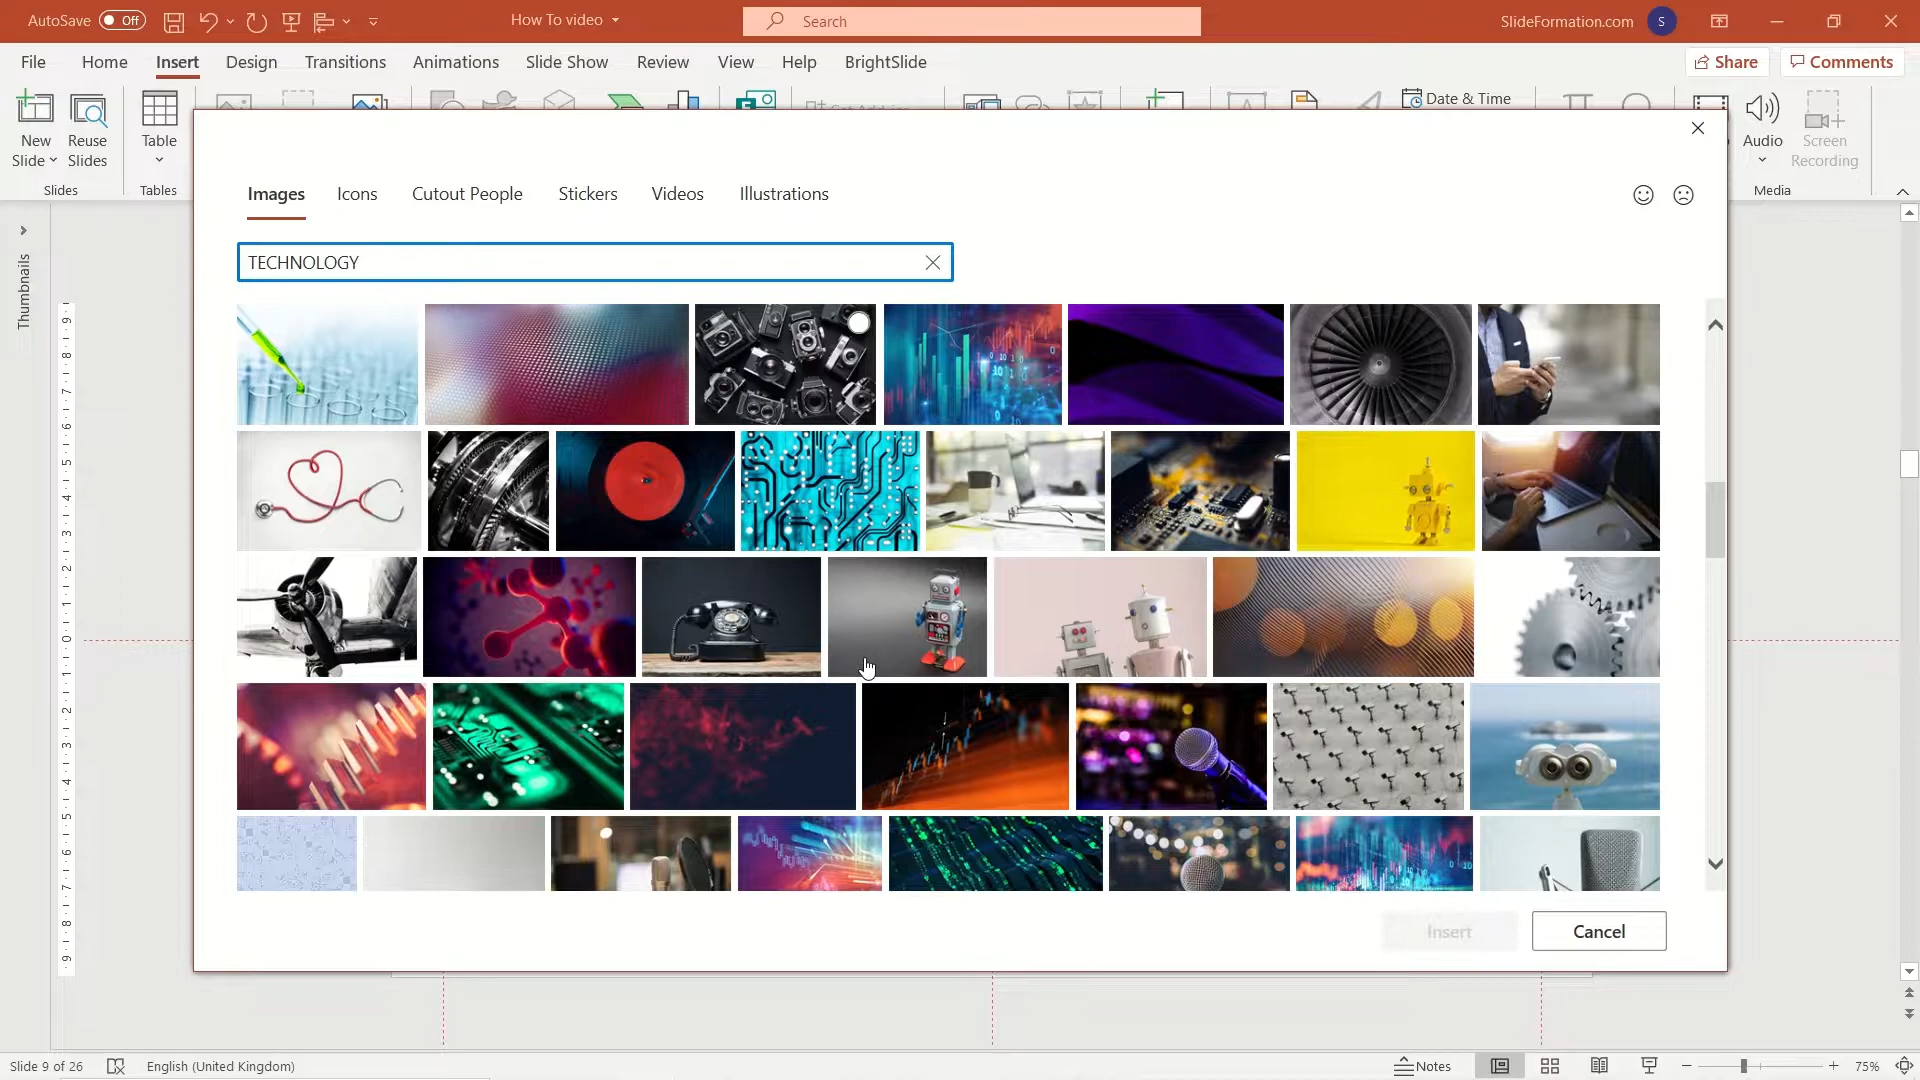 AutoSave Off
How To video
Search
SlideFormation.com
S
File Home Insert Design Transitions Animations Slide Show Review View Help BrightSlide
Share
Comments
New Slide
Reuse Slides
Table
Date & Time
Audio
Screen Recording
Slides
Tables
Media
Images Icons Cutout People Stickers Videos Illustrations
TECHNOLOGY
Thumbnails
Insert
Cancel
Slide 9 of 26
English (United Kingdom)
Notes
75%